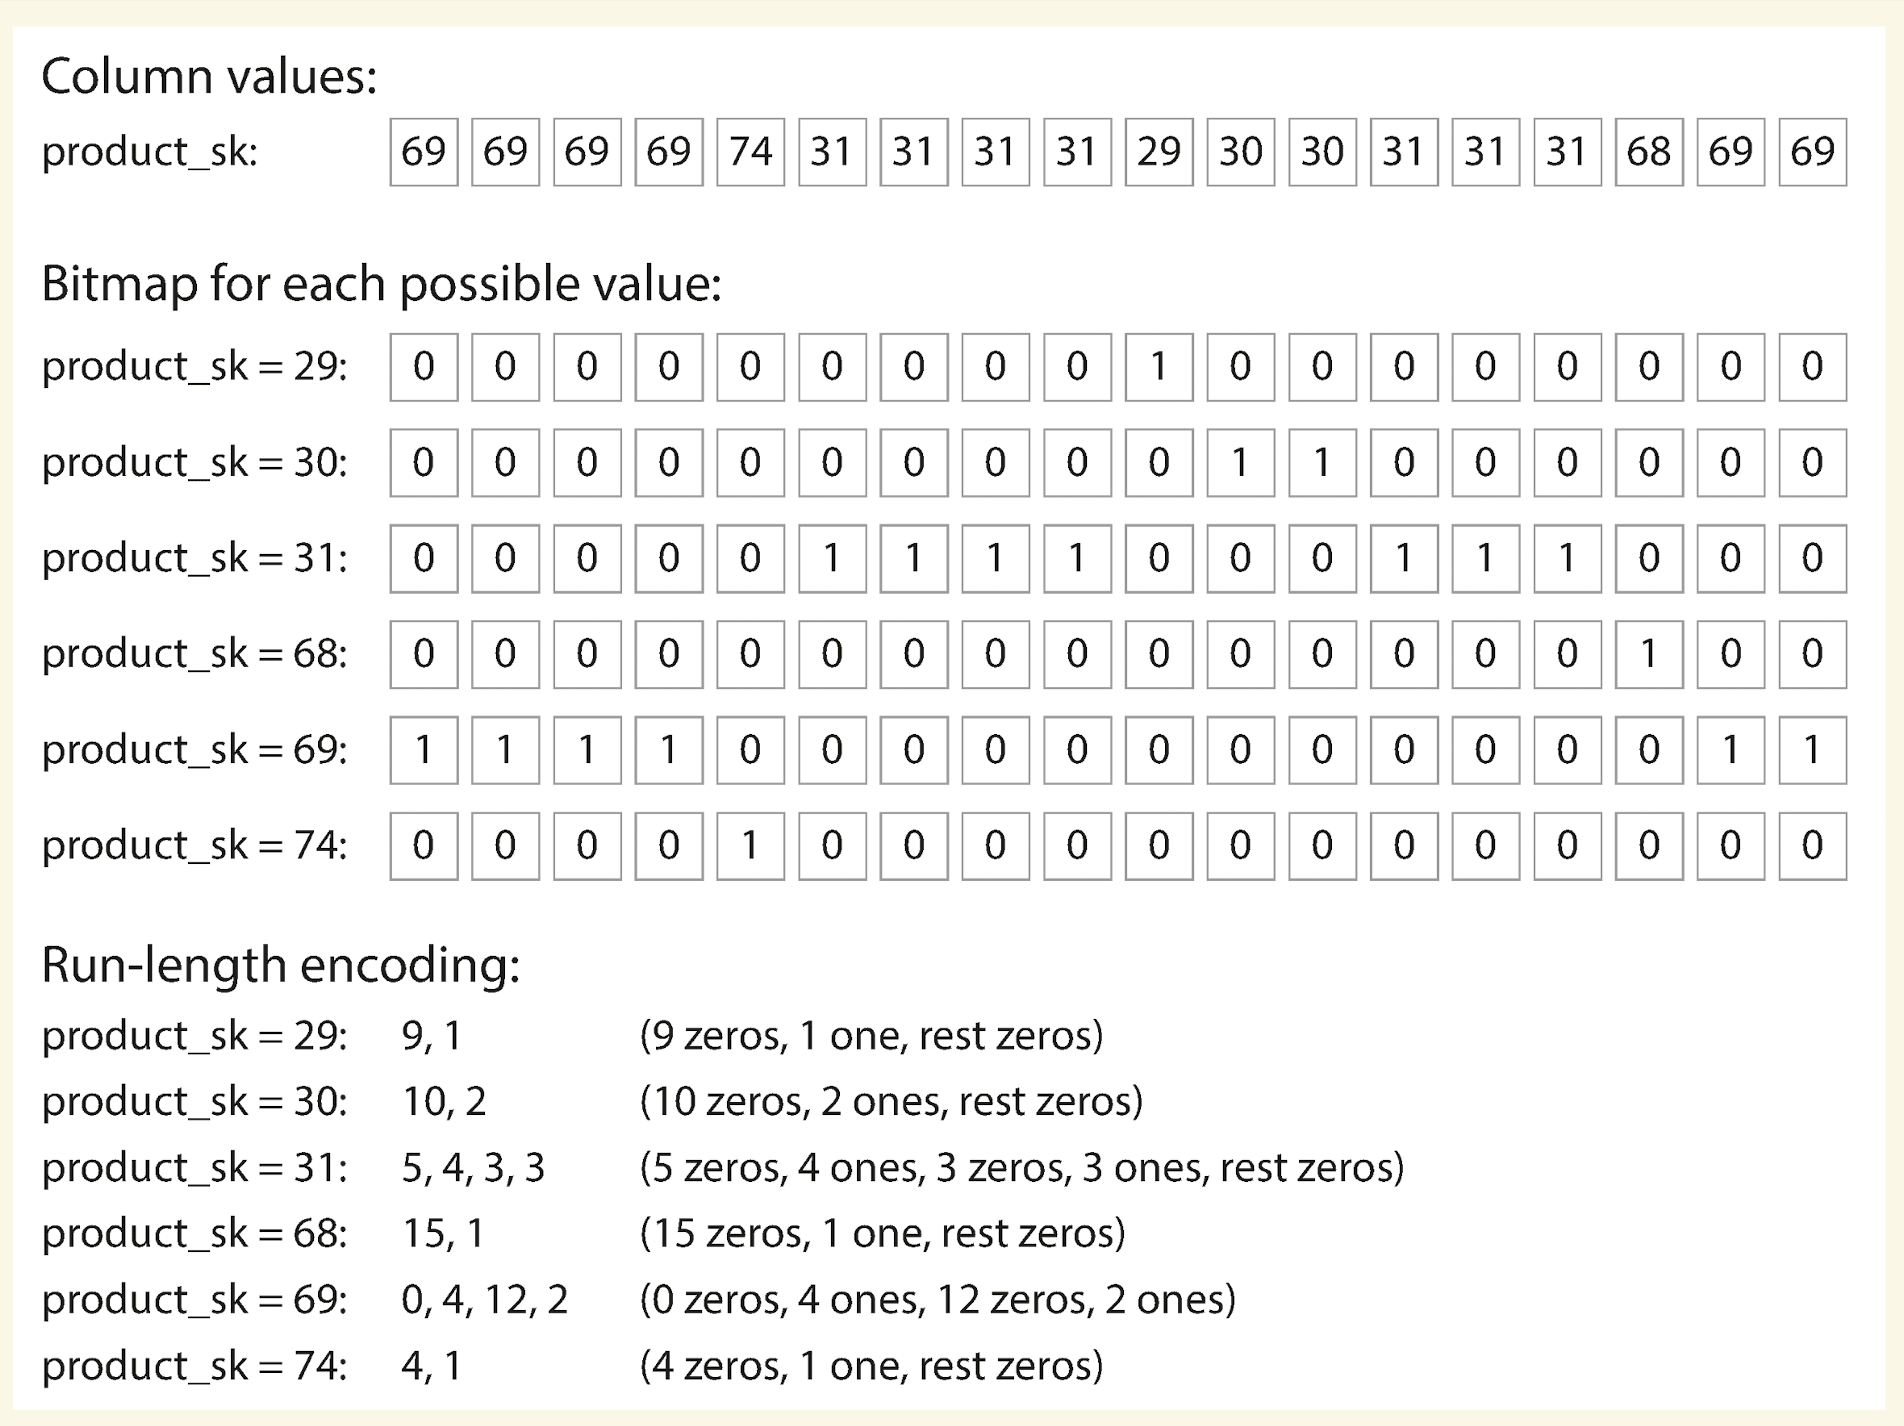 Column values:
product_sk: 69 69 69 69 74 31 31 31 31 29 30 30 31 31 31 68 69 69
Bitmap for each possible value:
product_sk = 29: 0 0 0 0 0 0 0 0 0 1 0 0 0 0 0 0 0 0
product_sk = 30: 0 0 0 0 0 0 0 0 0 0 1 1 0 0 0 0 0 0
product_sk = 31: 0 0 0 0 0 1 1 1 1 0 0 0 1 1 1 0 0 0
product_sk = 68: 0 0 0 0 0 0 0 0 0 0 0 0 0 0 0 1 0 0
product_sk = 69: 1 1 1 1 0 0 0 0 0 0 0 0 0 0 0 0 1 1
product_sk = 74: 0 0 0 0 1 0 0 0 0 0 0 0 0 0 0 0 0 0
Run-length encoding:
product_sk = 29: 9, 1 (9 zeros, 1 one, rest zeros)
product_sk = 30: 10, 2 (10 zeros, 2 ones, rest zeros)
product_sk = 31: 5, 4, 3, 3 (5 zeros, 4 ones, 3 zeros, 3 ones, rest zeros)
product_sk = 68: 15, 1 (15 zeros, 1 one, rest zeros)
product_sk = 69: 0, 4, 12, 2 (0 zeros, 4 ones, 12 zeros, 2 ones)
product_sk = 74: 4, 1 (4 zeros, 1 one, rest zeros)